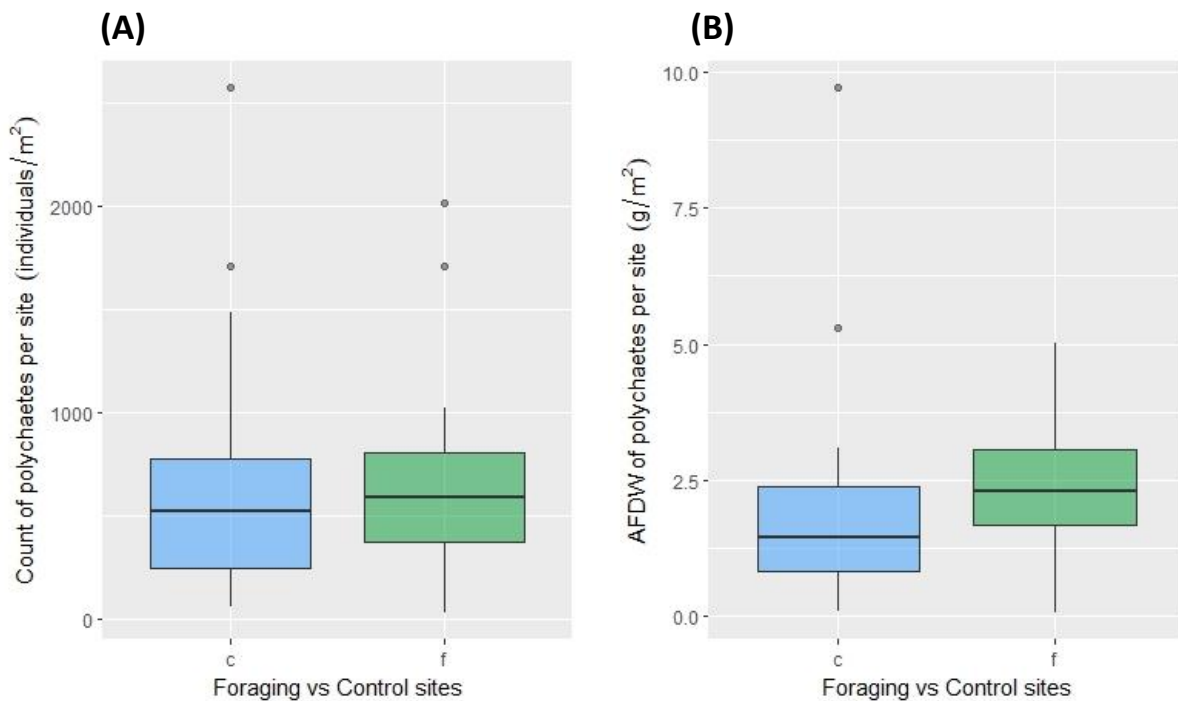 (A)
Count of polychaetes per site (individuals/m²)
2000
1000
0
c f
Foraging vs Control sites
(B)
AFDW of polychaetes per site (g/m²)
10.0
7.5
5.0
2.5
0.0
c f
Foraging vs Control sites